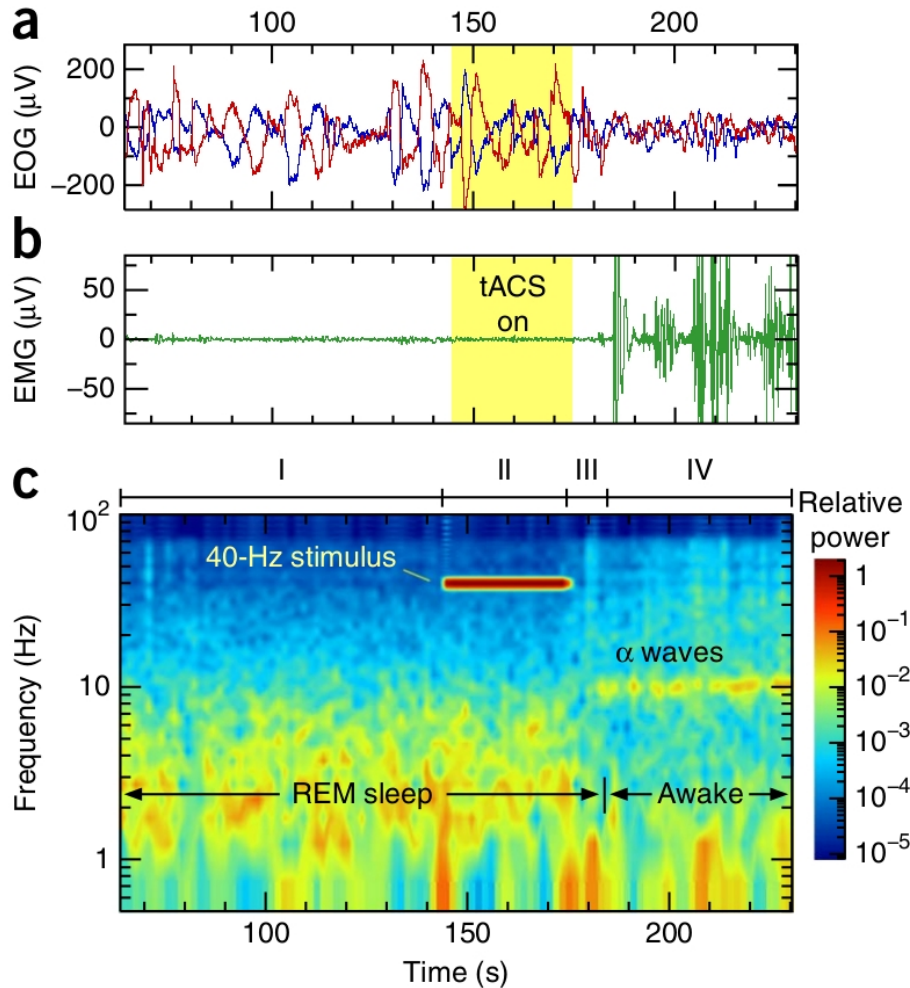 a
100 150 200
EOG (μV)
200
0
−200
b
EMG (μV)
50
0
−50
tACS
on
c
I II III IV
Relative
power
Frequency (Hz)
10²
10
1
40-Hz stimulus
α waves
REM sleep
Awake
1
10⁻¹
10⁻²
10⁻³
10⁻⁴
10⁻⁵
100 150 200
Time (s)